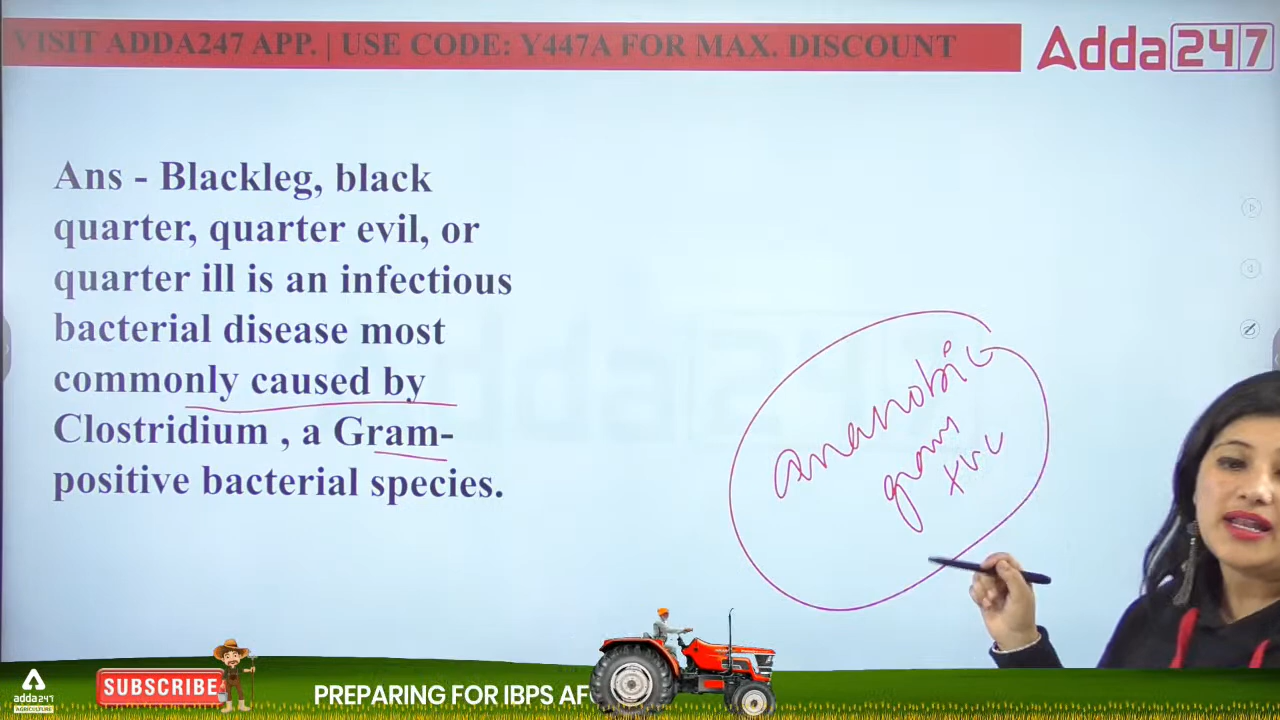 VISIT ADDA247 APP. | USE CODE: Y447A FOR MAX. DISCOUNT
Adda247
Ans - Blackleg, black
quarter, quarter evil, or
quarter ill is an infectious
bacterial disease most
commonly caused by
Clostridium , a Gram-
positive bacterial species.
anarobic
gram
+ve
adda247
AGRICULTURE
SUBSCRIBE
PREPARING FOR IBPS AF